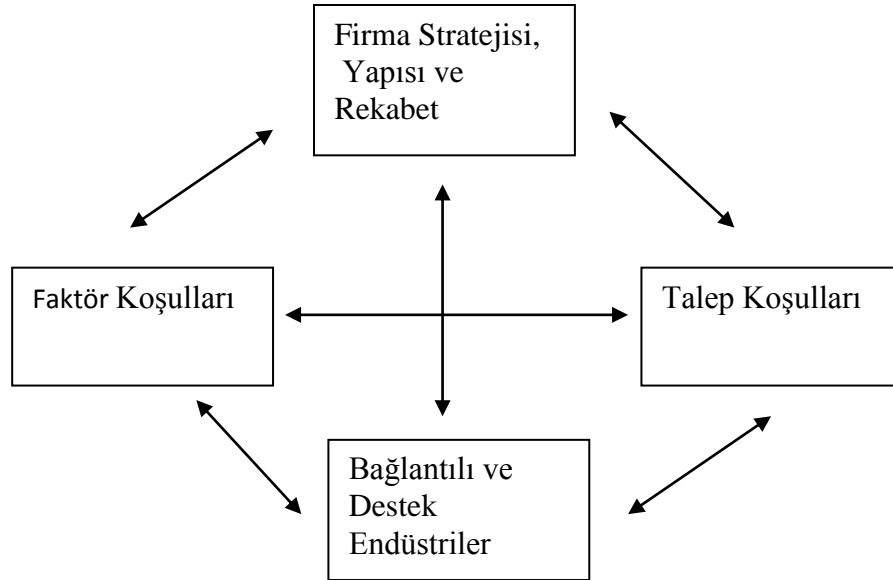 Firma Stratejisi,
Yapısı ve
Rekabet
Faktör Koşulları
Talep Koşulları
Bağlantılı ve
Destek
Endüstriler